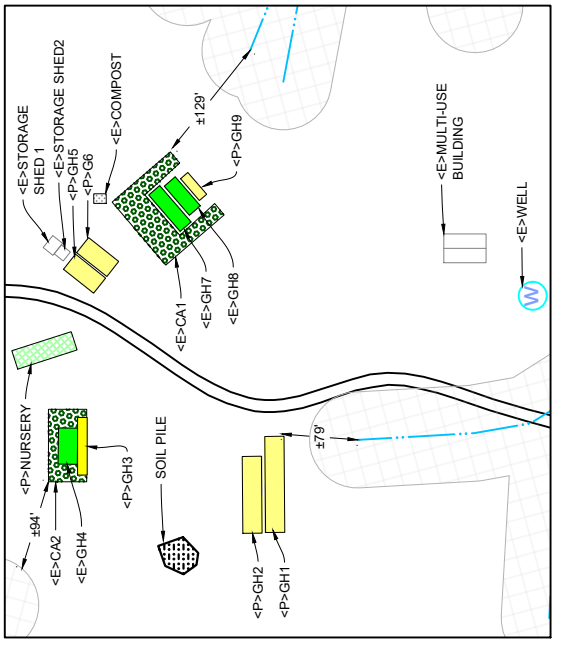 <E>STORAGE
SHED 1
<E>STORAGE SHED2
<P>GH5
<P>G6
<E>COMPOST
±129'
<P>GH9
<E>MULTI-USE
BUILDING
<E>WELL
W
<E>CA1
<E>GH7
<E>GH8
<P>NURSERY
±94'
<E>CA2
<E>GH4
<P>GH3
SOIL PILE
±79'
<P>GH2
<P>GH1